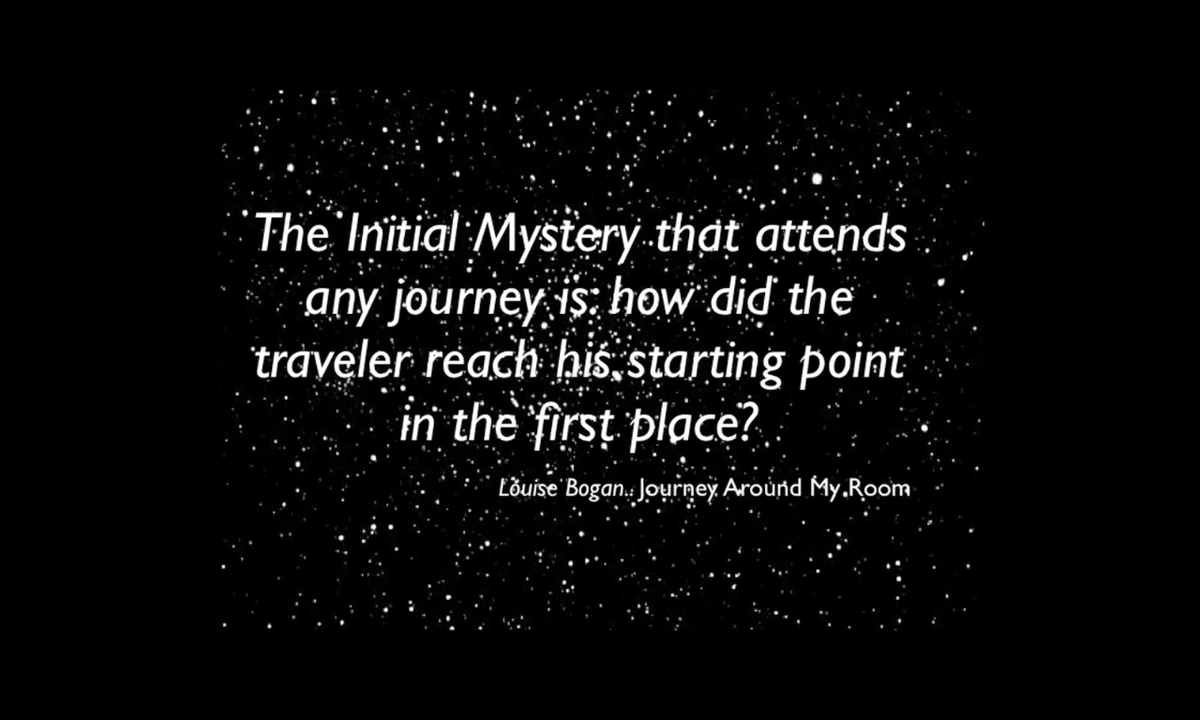 The Initial Mystery that attends
any journey is: how did the
traveler reach his starting point
in the first place?
Louise Bogan. Journey Around My Room